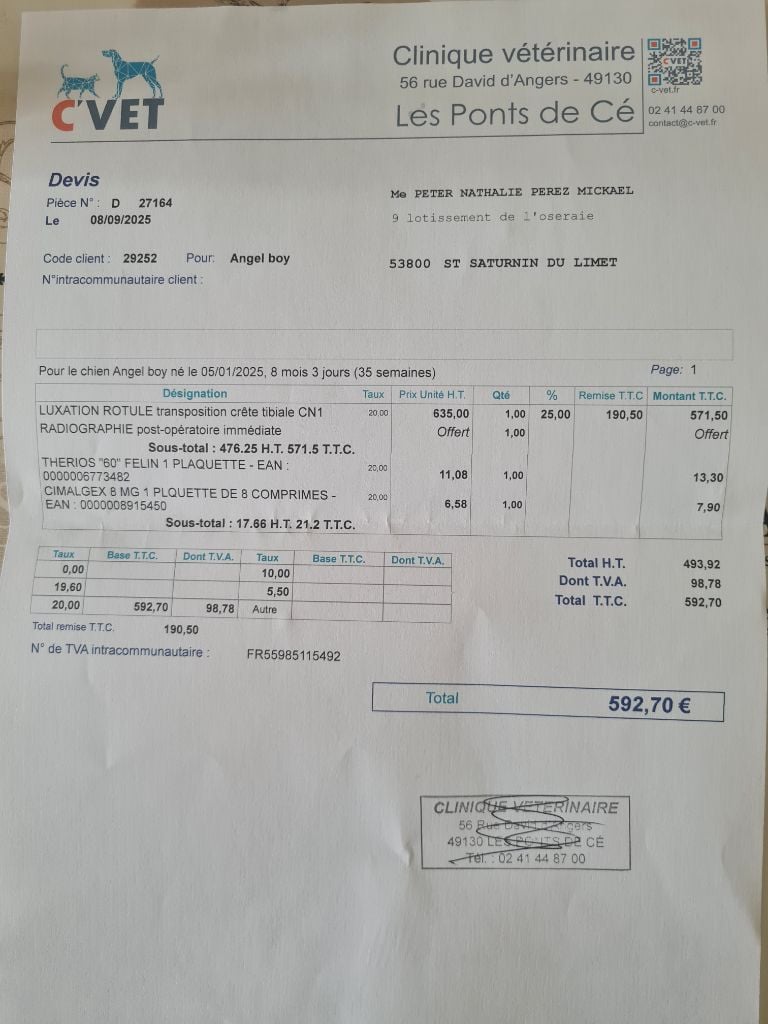 C'VET
Clinique vétérinaire
56 rue David d'Angers - 49130
Les Ponts de Cé
C'VET
c-vet.fr
02 41 44 87 00
contact@c-vet.fr
Devis
Pièce N° : D 27164
Le 08/09/2025
Me PETER NATHALIE PEREZ MICKAEL
9 lotissement de l'oseraie
Code client : 29252 Pour: Angel boy
53800 ST SATURNIN DU LIMET
N°intracommunautaire client :
Pour le chien Angel boy né le 05/01/2025, 8 mois 3 jours (35 semaines)
Page: 1
Désignation Taux Prix Unité H.T. Qté % Remise T.T.C Montant T.T.C.
LUXATION ROTULE transposition crête tibiale CN1 20,00 635,00 1,00 25,00 190,50 571,50
RADIOGRAPHIE post-opératoire immédiate Offert 1,00 Offert
Sous-total : 476.25 H.T. 571.5 T.T.C.
THERIOS "60" FELIN 1 PLAQUETTE - EAN : 20,00
0000006773482 11,08 1,00 13,30
CIMALGEX 8 MG 1 PLQUETTE DE 8 COMPRIMES - 20,00
EAN : 0000008915450 6,58 1,00 7,90
Sous-total : 17.66 H.T. 21.2 T.T.C.
Taux Base T.T.C. Dont T.V.A. Taux Base T.T.C. Dont T.V.A.
0,00 10,00
19,60 5,50
20,00 592,70 98,78 Autre
Total H.T. 493,92
Dont T.V.A. 98,78
Total T.T.C. 592,70
Total remise T.T.C. 190,50
N° de TVA intracommunautaire : FR55985115492
Total 592,70 €
CLINIQUE VETERINAIRE
56 Rue David d'Angers
49130 LES PONTS DE CÉ
Tél. : 02 41 44 87 00